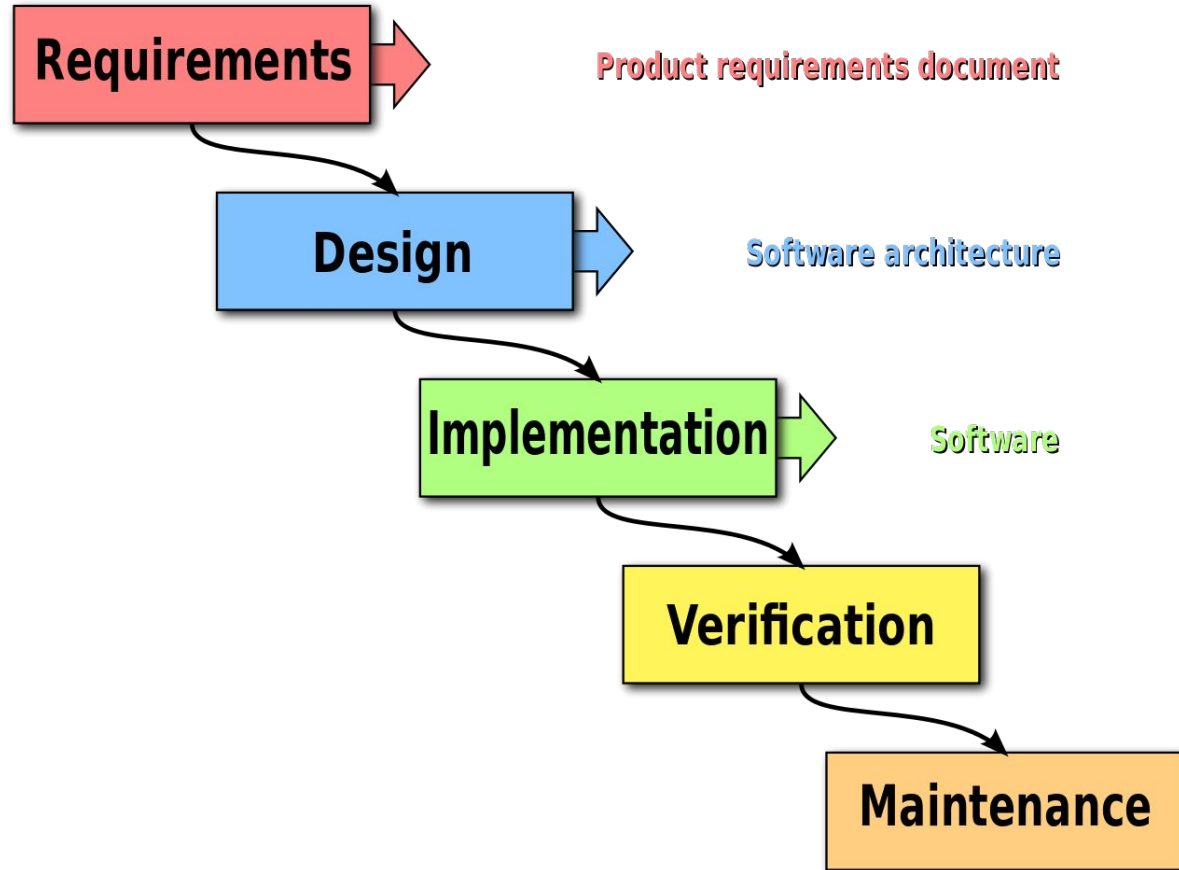 Requirements
Product requirements document
Design
Software architecture
Implementation
Software
Verification
Maintenance